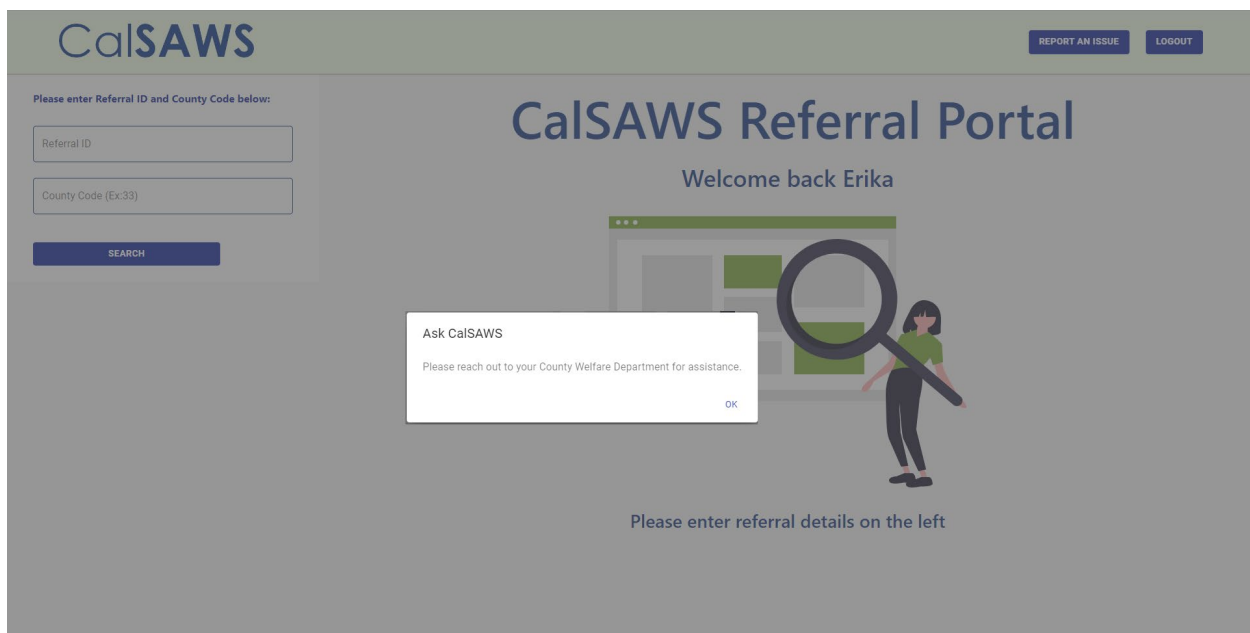 CalSAWS
REPORT AN ISSUE
LOGOUT
Please enter Referral ID and County Code below:
Referral ID
County Code (Ex:33)
SEARCH
CalSAWS Referral Portal
Welcome back Erika
Ask CalSAWS
Please reach out to your County Welfare Department for assistance.
OK
Please enter referral details on the left